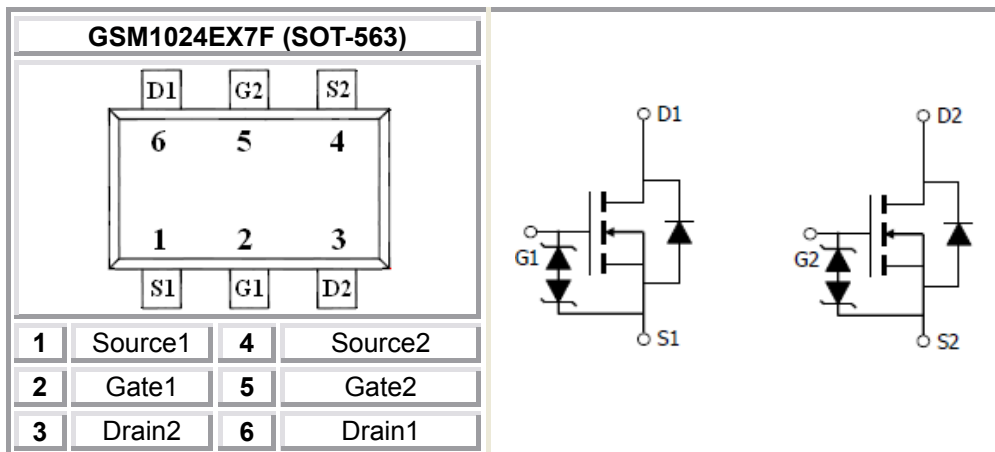 GSM1024EX7F (SOT-563)
D1 G2 S2
6 5 4
1 2 3
S1 G1 D2
1 Source1 4 Source2
2 Gate1 5 Gate2
3 Drain2 6 Drain1
D1
G1
S1
D2
G2
S2